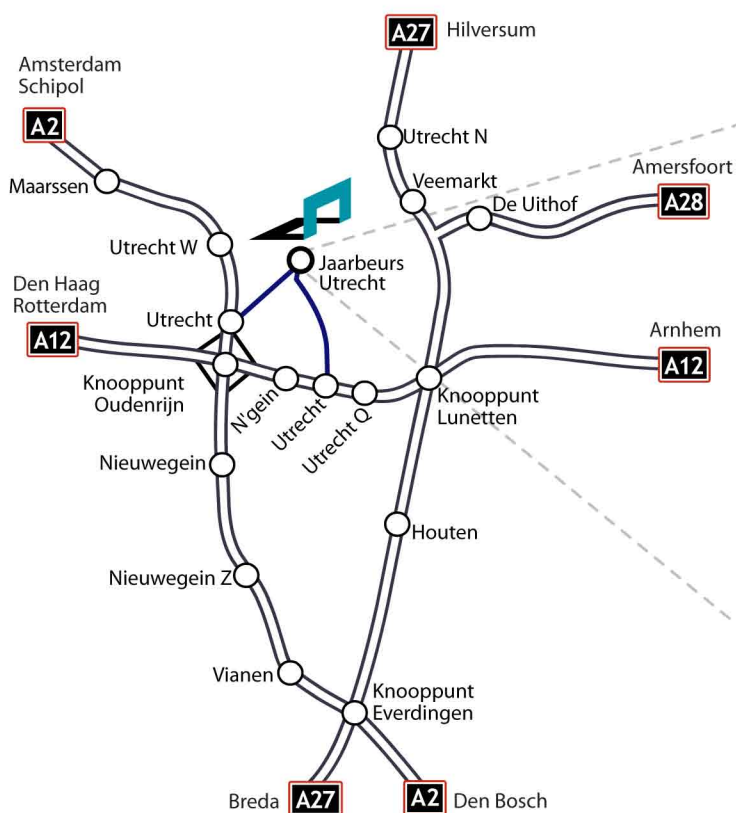 A27
Hilversum
Amsterdam
Schipol
A2
Utrecht N
Maarssen
Veemarkt
Amersfoort
A28
De Uithof
Utrecht W
Jaarbeurs
Utrecht
Den Haag
Rotterdam
A12
Utrecht
Arnhem
A12
Knooppunt
Oudenrijn
N'gein
Utrecht
Utrecht Q
Knooppunt
Lunetten
Nieuwegein
Houten
Nieuwegein Z
Vianen
Knooppunt
Everdingen
Breda
A27
A2
Den Bosch